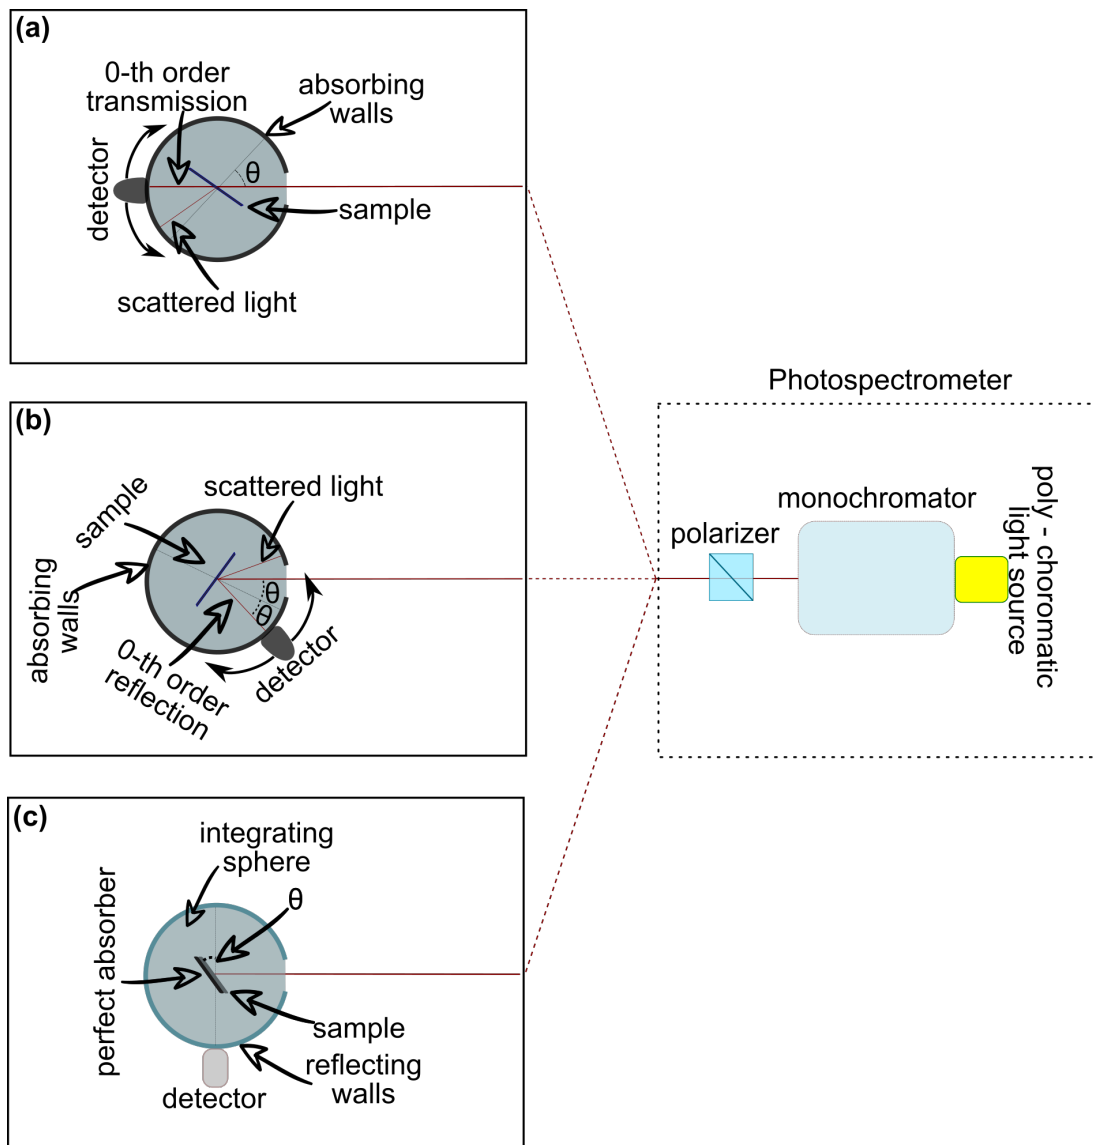 (a)
0-th order
transmission
absorbing
walls
detector
θ
sample
scattered light
Photospectrometer
polarizer
monochromator
poly - choromatic
light source
(b)
sample
scattered light
absorbing
walls
θ
θ
0-th order
reflection
detector
(c)
integrating
sphere
θ
perfect absorber
sample
reflecting
walls
detector